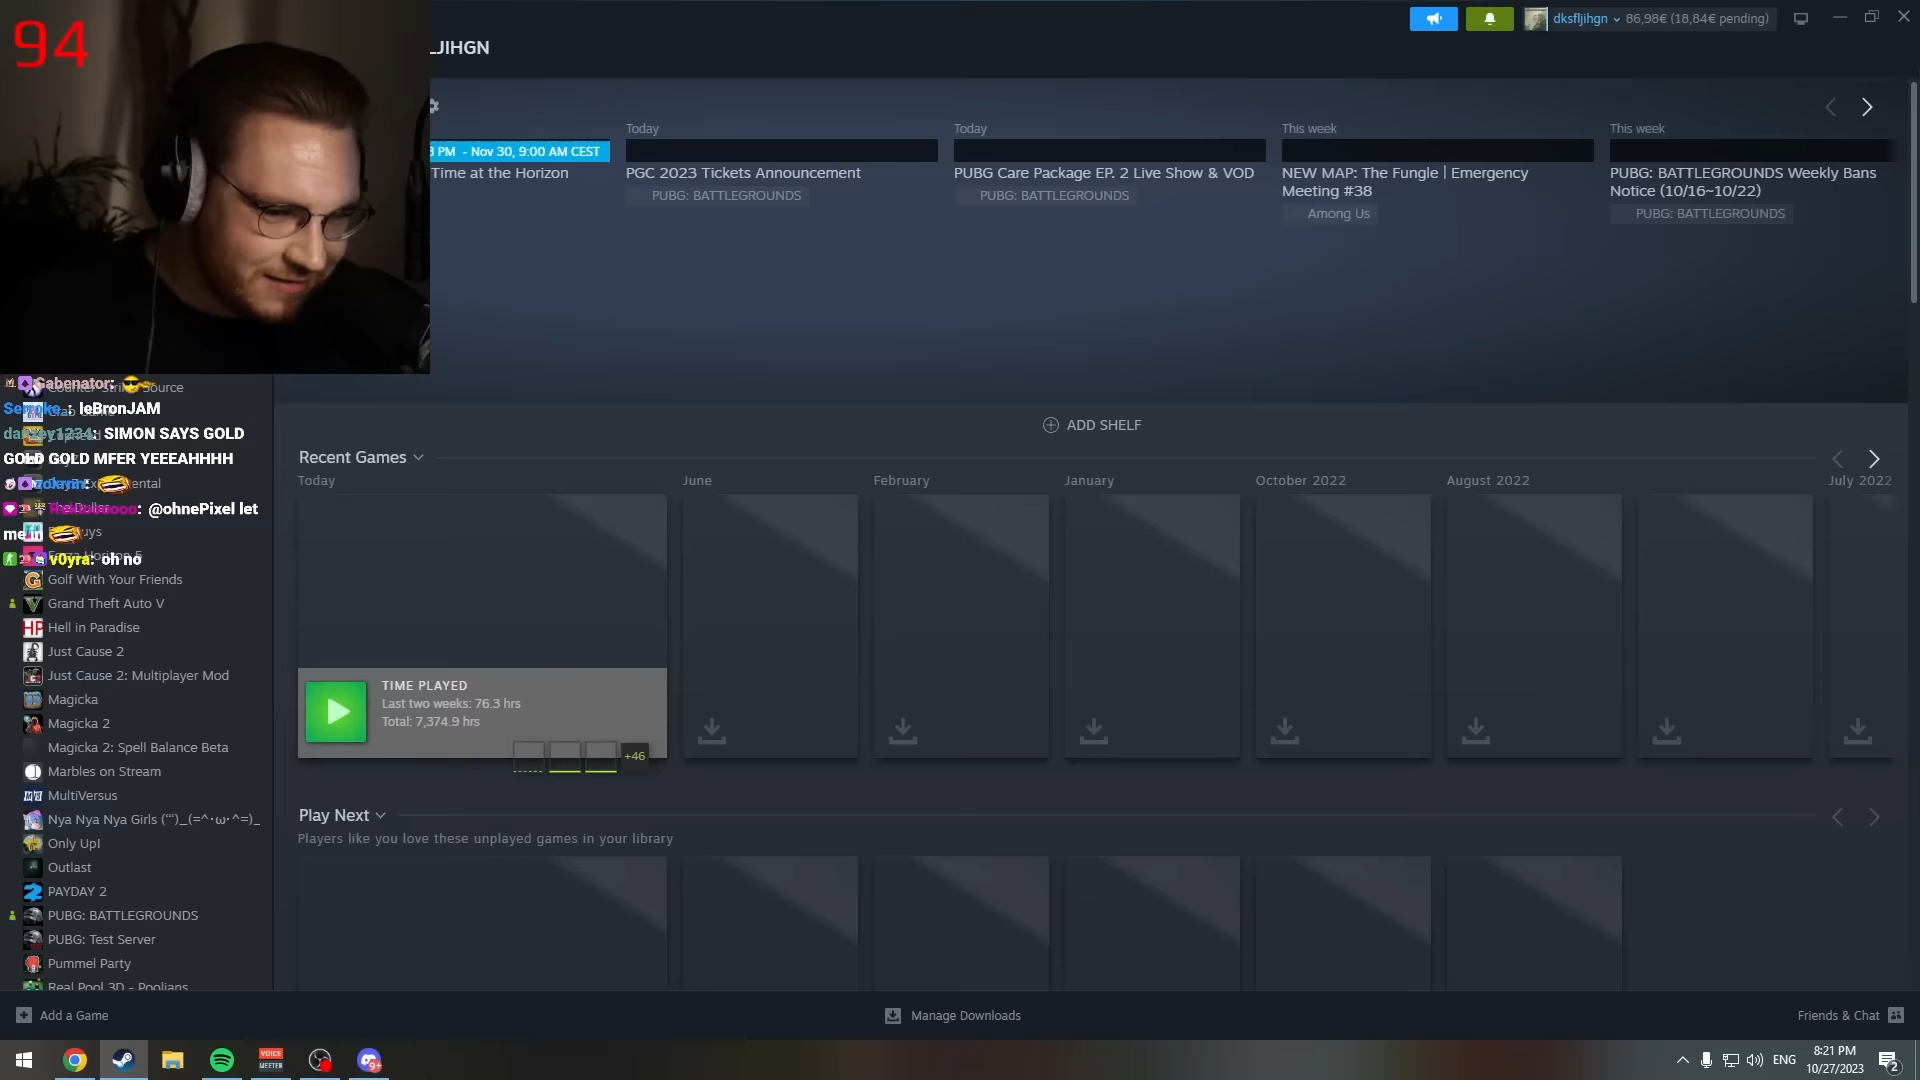 94
LJIHGN
dksfljihgn
86,98€ (18,84€ pending)
PM - Nov 30, 9:00 AM CEST
Time at the Horizon
Today
PGC 2023 Tickets Announcement
PUBG: BATTLEGROUNDS
Today
PUBG Care Package EP. 2 Live Show & VOD
PUBG: BATTLEGROUNDS
This week
NEW MAP: The Fungle | Emergency
Meeting #38
Among Us
This week
PUBG: BATTLEGROUNDS Weekly Bans
Notice (10/16~10/22)
PUBG: BATTLEGROUNDS
Gabenator:
: leBronJAM
: SIMON SAYS GOLD
GOLD GOLD MFER YEEEAHHHH
: @ohnePixel let
me in
v0yra: oh no
Golf With Your Friends
Grand Theft Auto V
Hell in Paradise
Just Cause 2
Just Cause 2: Multiplayer Mod
Magicka
Magicka 2
Magicka 2: Spell Balance Beta
Marbles on Stream
MultiVersus
Nya Nya Nya Girls (ʻʻʻ)_(=^･ω･^=)_
Only Up!
Outlast
PAYDAY 2
PUBG: BATTLEGROUNDS
PUBG: Test Server
Pummel Party
Real Pool 3D - Poolians
ADD SHELF
Recent Games
Today
June
February
January
October 2022
August 2022
July 2022
TIME PLAYED
Last two weeks: 76.3 hrs
Total: 7,374.9 hrs
+46
Play Next
Players like you love these unplayed games in your library
Add a Game
Manage Downloads
Friends & Chat
VOICE
MEETER
9+
ENG
8:21 PM
10/27/2023
2